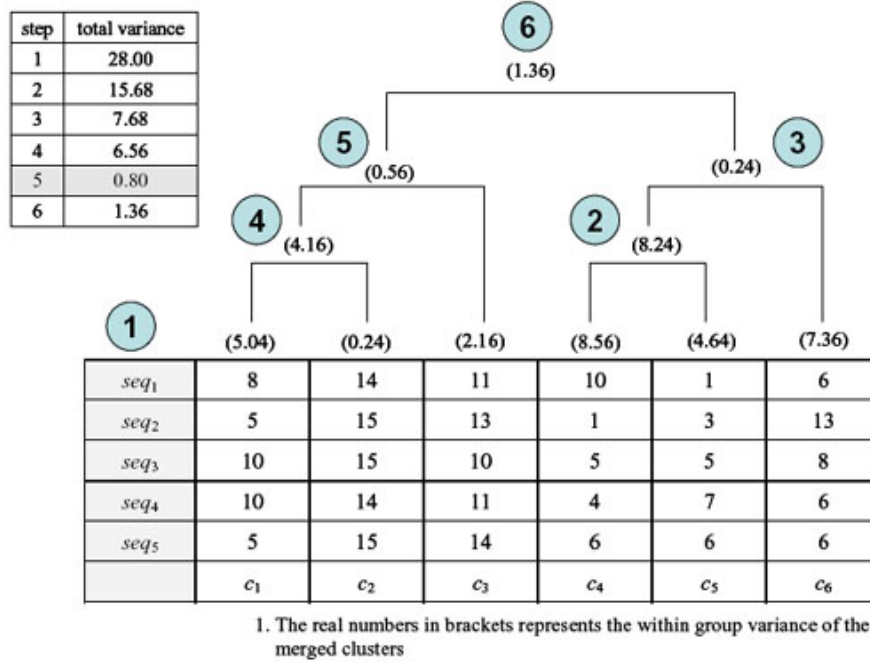 step total variance
1 28.00
2 15.68
3 7.68
4 6.56
5 0.80
6 1.36
6
(1.36)
5
(0.56)
3
(0.24)
4
(4.16)
2
(8.24)
1
(5.04) (0.24) (2.16) (8.56) (4.64) (7.36)
seq1 8 14 11 10 1 6
seq2 5 15 13 1 3 13
seq3 10 15 10 5 5 8
seq4 10 14 11 4 7 6
seq5 5 15 14 6 6 6
c1 c2 c3 c4 c5 c6
1. The real numbers in brackets represents the within group variance of the
merged clusters